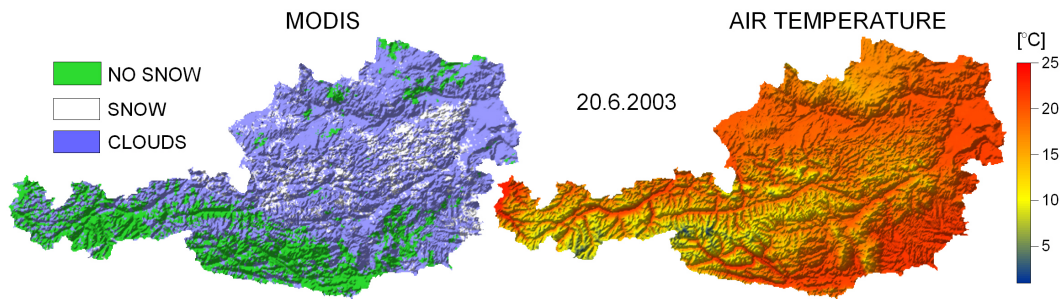 MODIS
AIR TEMPERATURE
[°C]
NO SNOW
SNOW
CLOUDS
20.6.2003
25
20
15
10
5